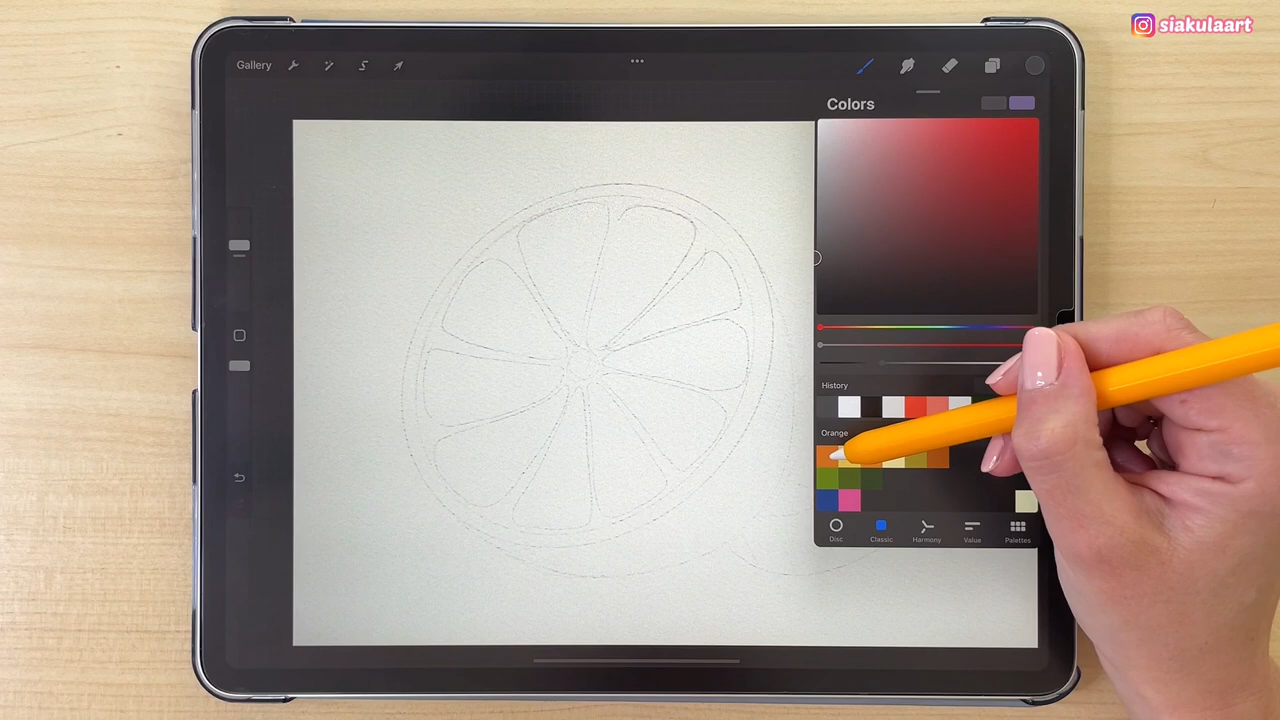 siakulaart
Gallery
Colors
History
Orange
Disc
Classic
Harmony
Value
Palettes